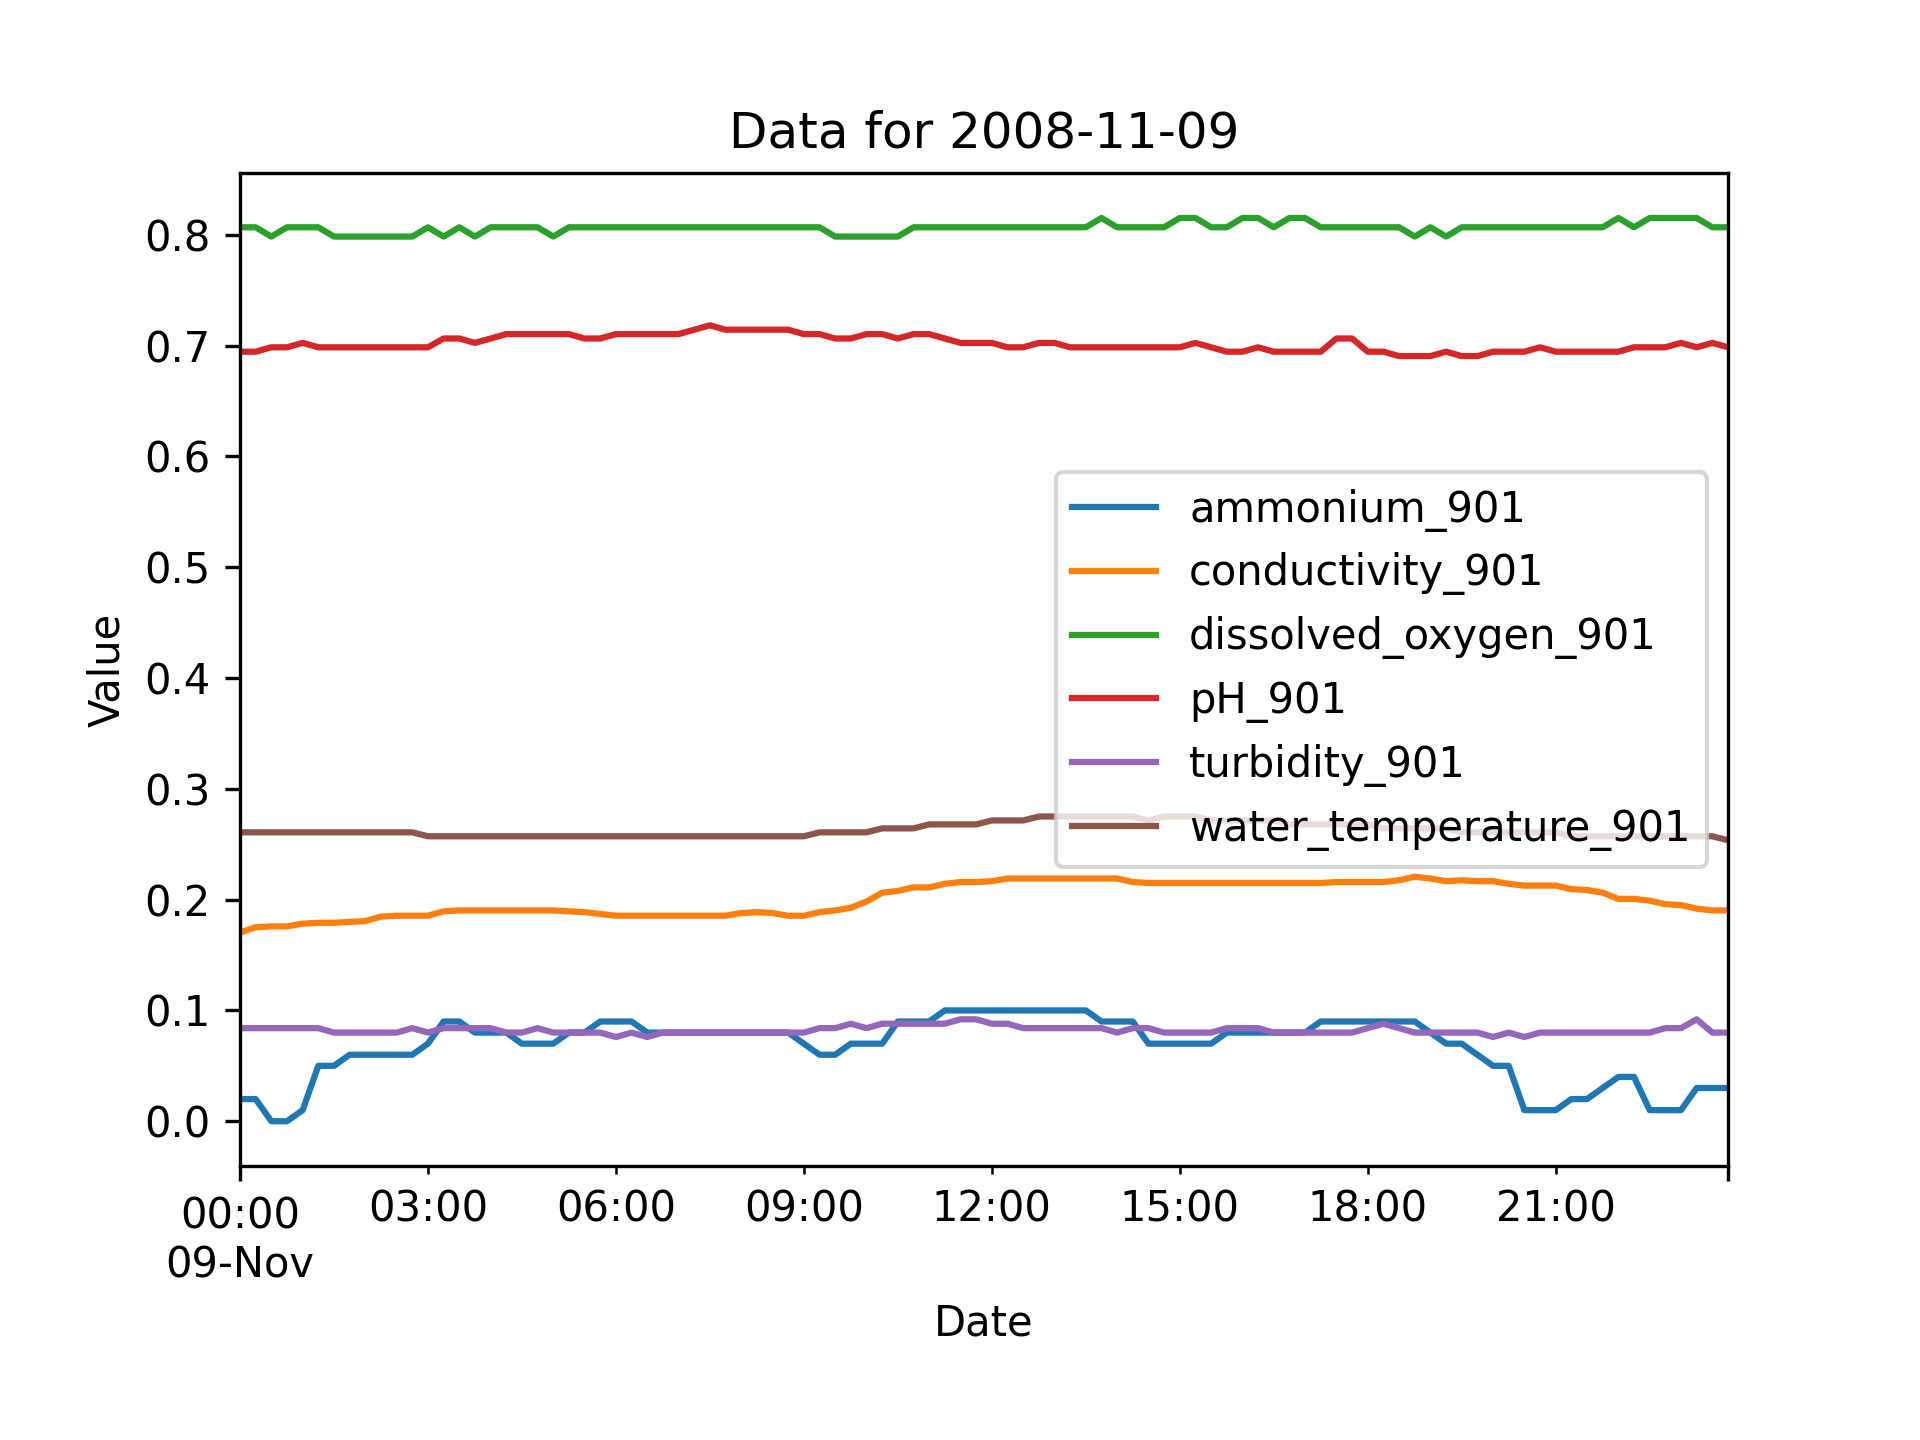 Data for 2008-11-09
Value
0.8
0.7
0.6
0.5
0.4
0.3
0.2
0.1
0.0
ammonium_901
conductivity_901
dissolved_oxygen_901
pH_901
turbidity_901
water_temperature_901
00:00 03:00 06:00 09:00 12:00 15:00 18:00 21:00
09-Nov
Date